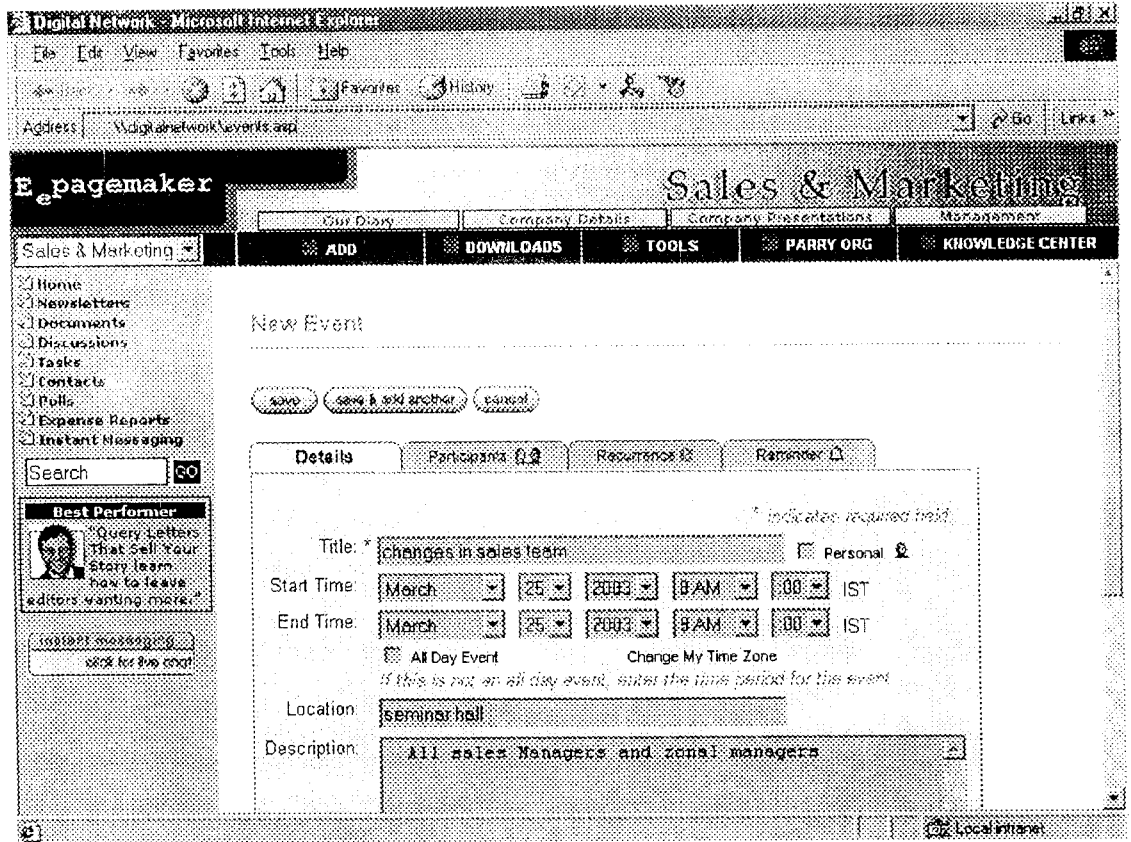 Digital Network - Microsoft Internet Explorer
File Edit View Favorites Tools Help
Favorites History
Address \\digitalnetwork\events.asp Go Links »
Eepagemaker
Sales & Marketing
Our Diary Company Details Company Presentations Management
Sales & Marketing ADD DOWNLOADS TOOLS PARRY ORG KNOWLEDGE CENTER
Home
Newsletters
Documents
Discussions
Tasks
Contacts
Polls
Expense Reports
Instant Messaging
Search GO
Best Performer
"Query Letters
That Sell Your
Story learn
how to leave
editors wanting more."
instant messaging
click for live chat
New Event
save save & add another cancel
Details Participants Recurrence Reminder
* indicates required field
Title: * changes in sales team Personal
Start Time: March 25 2003 :00 IST
End Time: March 25 2003 9 AM :00 IST
All Day Event Change My Time Zone
If this is not an all day event, enter the time period for the event
Location: seminar hall
Description: All sales Managers and zonal managers
Local intranet